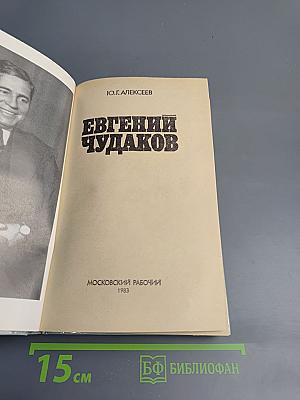 Ю.Г. АЛЕКСЕЕВ
ЕВГЕНИЙ
ЧУДАКОВ
МОСКОВСКИЙ РАБОЧИЙ
1983
15 см
БФ БИБЛИОФАН